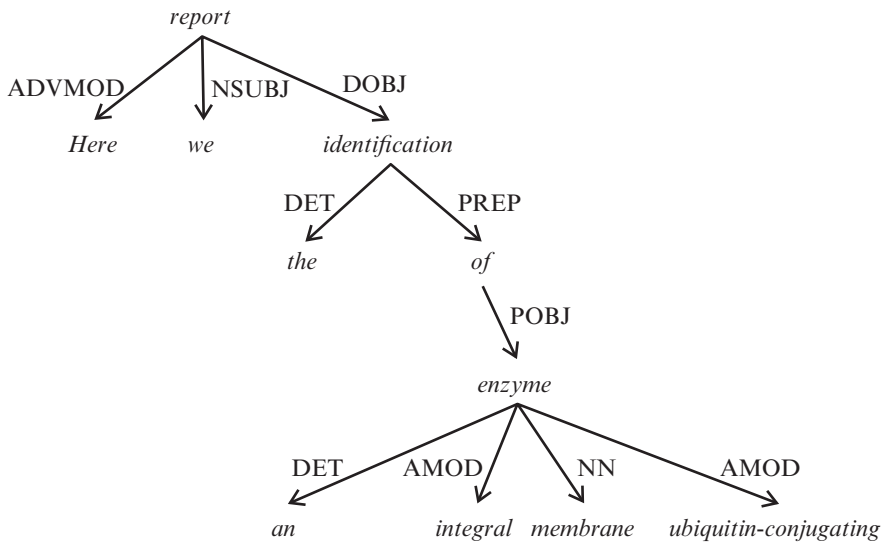 report
ADVMOD NSUBJ DOBJ
Here we identification
DET PREP
the of
POBJ
enzyme
DET AMOD NN AMOD
an integral membrane ubiquitin-conjugating